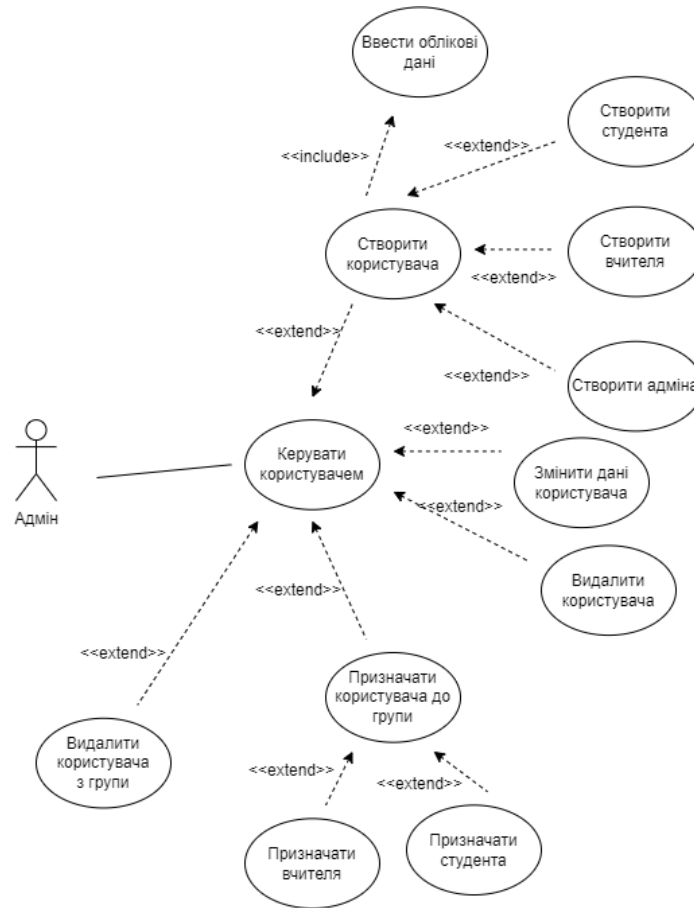 Ввести облікові
дані
Створити
студента
<<extend>>
<<include>>
Створити
користувача
Створити
вчителя
<<extend>>
<<extend>>
<<extend>>
Створити адміна
<<extend>>
Керувати
користувачем
Змінити дані
користувача
<<extend>>
Адмін
Видалити
користувача
<<extend>>
<<extend>>
Призначати
користувача до
групи
Видалити
користувача
з групи
<<extend>>
<<extend>>
Призначати
вчителя
Призначати
студента